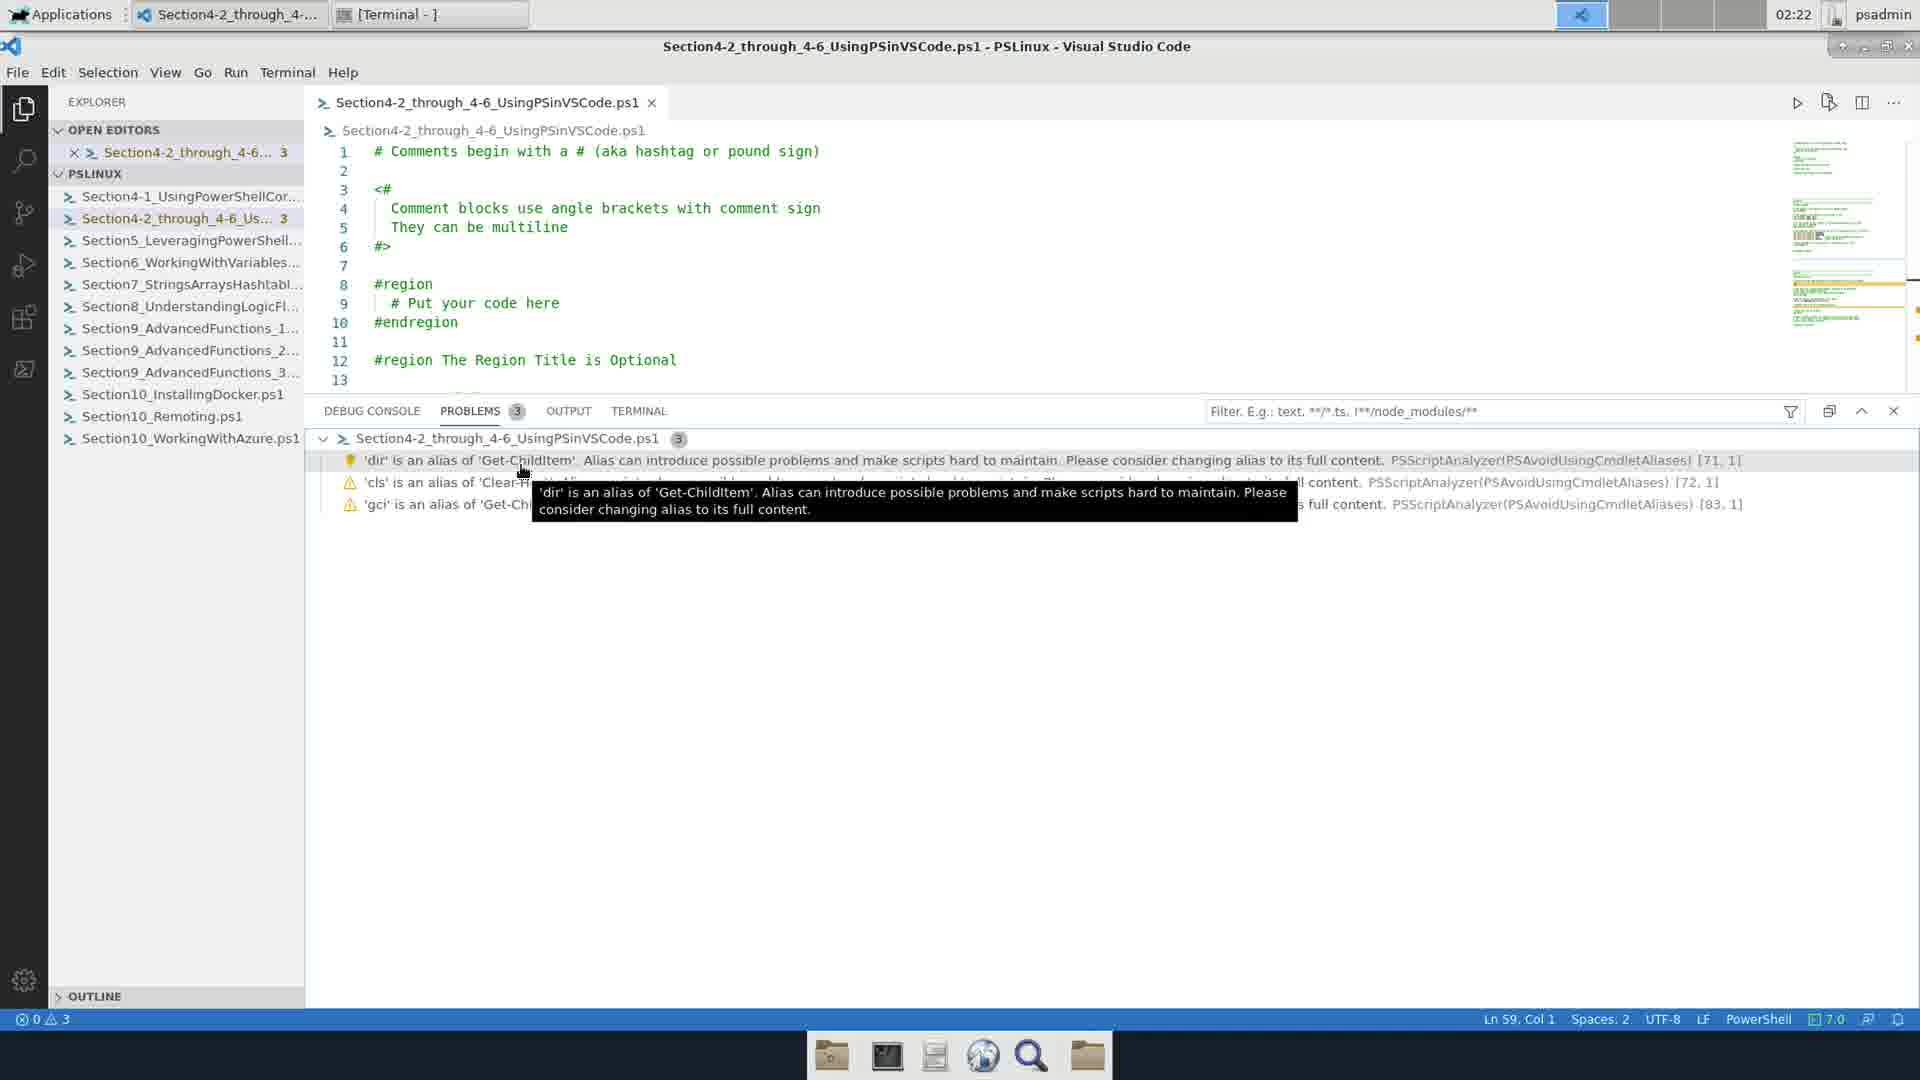 Applications
Section4-2_through_4-...
[Terminal - ]
02:22
psadmin
Section4-2_through_4-6_UsingPSinVSCode.ps1 - PSLinux - Visual Studio Code
File Edit Selection View Go Run Terminal Help
EXPLORER
OPEN EDITORS
Section4-2_through_4-6... 3
PSLINUX
Section4-1_UsingPowerShellCor...
Section4-2_through_4-6_Us... 3
Section5_LeveragingPowerShell...
Section6_WorkingWithVariables...
Section7_StringsArraysHashtabl...
Section8_UnderstandingLogicFl...
Section9_AdvancedFunctions_1...
Section9_AdvancedFunctions_2...
Section9_AdvancedFunctions_3...
Section10_InstallingDocker.ps1
Section10_Remoting.ps1
Section10_WorkingWithAzure.ps1
OUTLINE
Section4-2_through_4-6_UsingPSinVSCode.ps1
Section4-2_through_4-6_UsingPSinVSCode.ps1
1 # Comments begin with a # (aka hashtag or pound sign)
2
3 <#
4 Comment blocks use angle brackets with comment sign
5 They can be multiline
6 #>
7
8 #region
9 # Put your code here
10 #endregion
11
12 #region The Region Title is Optional
13
DEBUG CONSOLE PROBLEMS 3 OUTPUT TERMINAL
Filter. E.g.: text, **/*.ts, !**/node_modules/**
Section4-2_through_4-6_UsingPSinVSCode.ps1 3
'dir' is an alias of 'Get-ChildItem'. Alias can introduce possible problems and make scripts hard to maintain. Please consider changing alias to its full content. PSScriptAnalyzer(PSAvoidUsingCmdletAliases) [71, 1]
'cls' is an alias of 'Clear-H
ll content. PSScriptAnalyzer(PSAvoidUsingCmdletAliases) [72, 1]
'gci' is an alias of 'Get-Chi
s full content. PSScriptAnalyzer(PSAvoidUsingCmdletAliases) [83, 1]
'dir' is an alias of 'Get-ChildItem'. Alias can introduce possible problems and make scripts hard to maintain. Please
consider changing alias to its full content.
0 3
Ln 59, Col 1 Spaces: 2 UTF-8 LF PowerShell 7.0